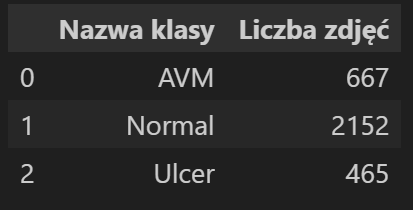 Nazwa klasy Liczba zdjęć
0 AVM 667
1 Normal 2152
2 Ulcer 465